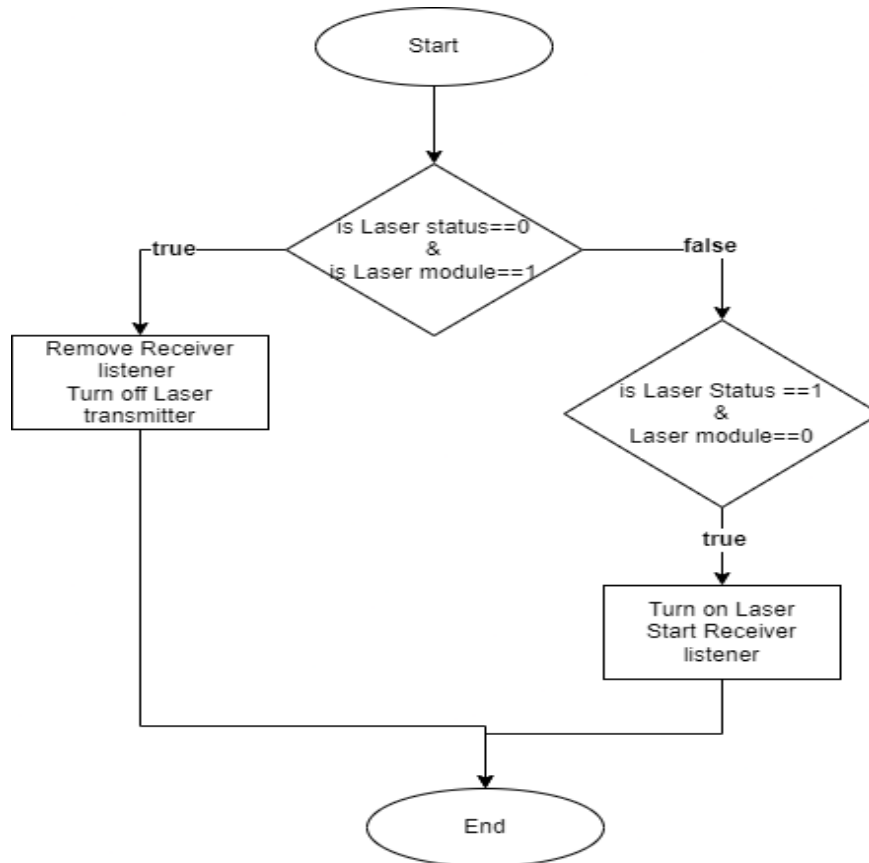 Start
is Laser status==0
&
is Laser module==1
true
false
Remove Receiver
listener
Turn off Laser
transmitter
is Laser Status ==1
&
Laser module==0
true
Turn on Laser
Start Receiver
listener
End